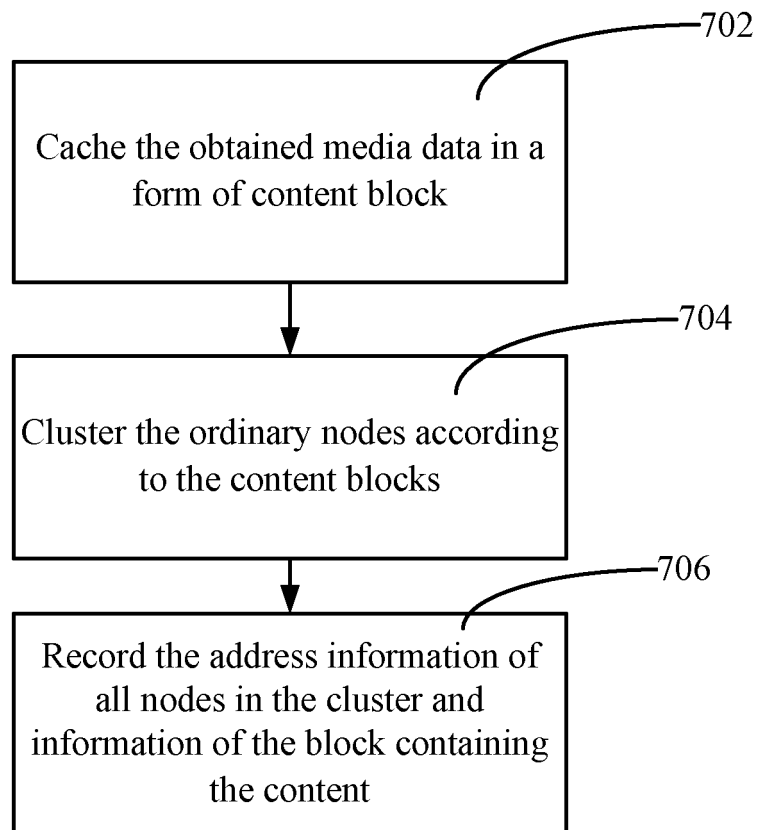 702
Cache the obtained media data in a
form of content block
704
Cluster the ordinary nodes according
to the content blocks
706
Record the address information of
all nodes in the cluster and
information of the block containing
the content